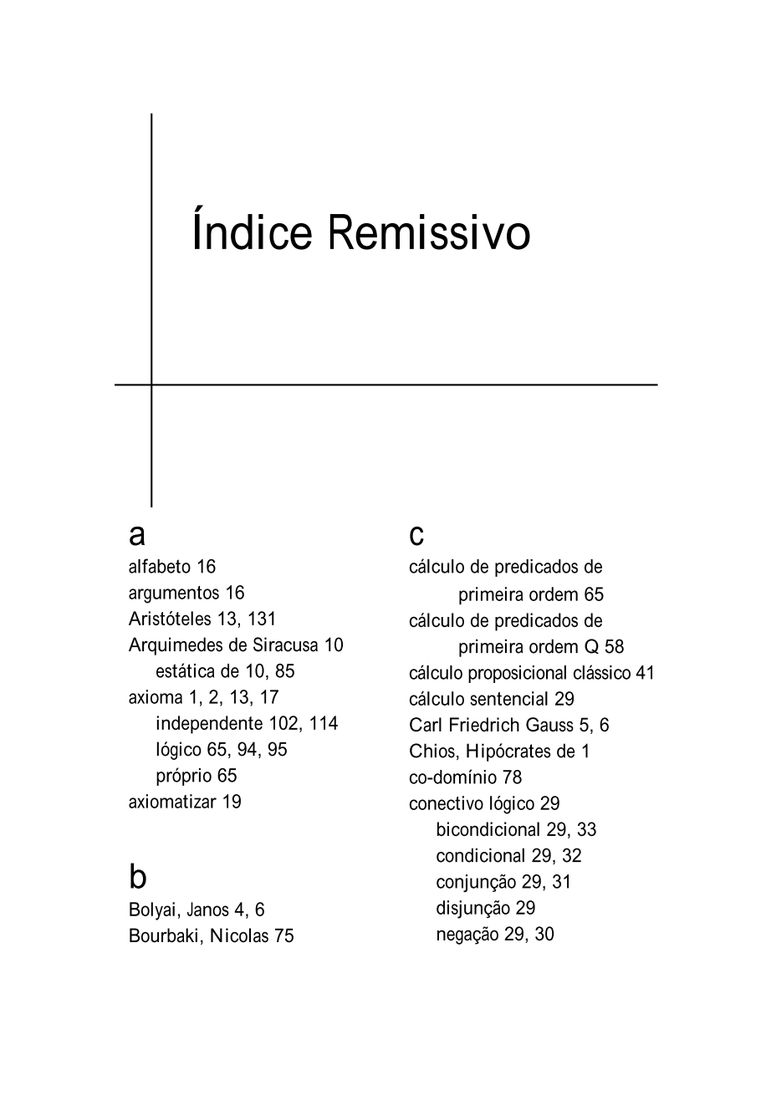 Índice Remissivo
a
alfabeto 16
argumentos 16
Aristóteles 13, 131
Arquimedes de Siracusa 10
estática de 10, 85
axioma 1, 2, 13, 17
independente 102, 114
lógico 65, 94, 95
próprio 65
axiomatizar 19
b
Bolyai, Janos 4, 6
Bourbaki, Nicolas 75
c
cálculo de predicados de
primeira ordem 65
cálculo de predicados de
primeira ordem Q 58
cálculo proposicional clássico 41
cálculo sentencial 29
Carl Friedrich Gauss 5, 6
Chios, Hipócrates de 1
co-domínio 78
conectivo lógico 29
bicondicional 29, 33
condicional 29, 32
conjunção 29, 31
disjunção 29
negação 29, 30